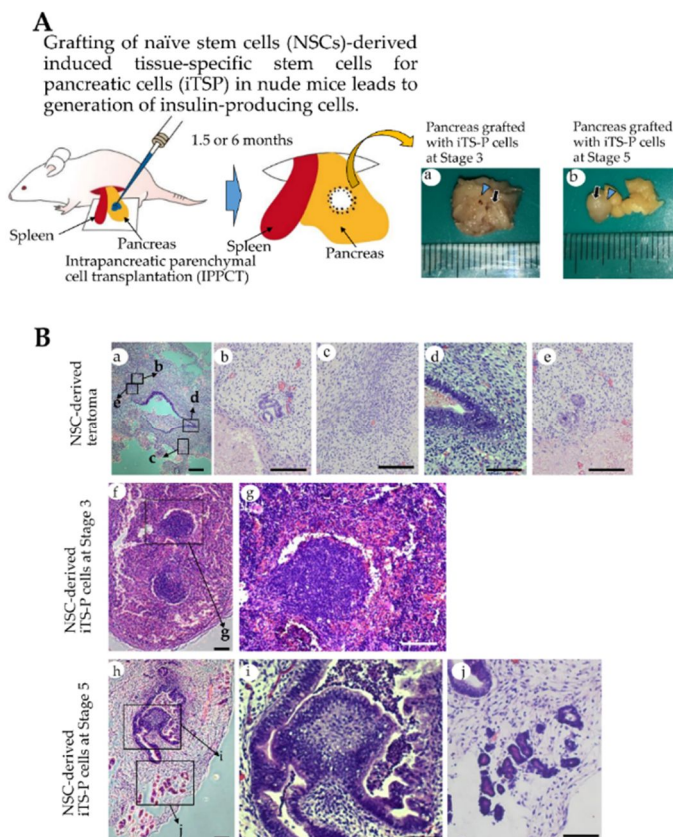 A
Grafting of naïve stem cells (NSCs)-derived
induced tissue-specific stem cells for
pancreatic cells (iTSP) in nude mice leads to
generation of insulin-producing cells.
1.5 or 6 months
Spleen
Pancreas
Intrapancreatic parenchymal
cell transplantation (IPPCT)
Spleen
Pancreas
Pancreas grafted
with iTS-P cells
at Stage 3
a
Pancreas grafted
with iTS-P cells
at Stage 5
b
B
NSC-derived
teratoma
a
b
e
d
c
b
c
d
e
NSC-derived
iTS-P cells at Stage 3
f
g
g
NSC-derived
iTS-P cells at Stage 5
h
i
j
i
j